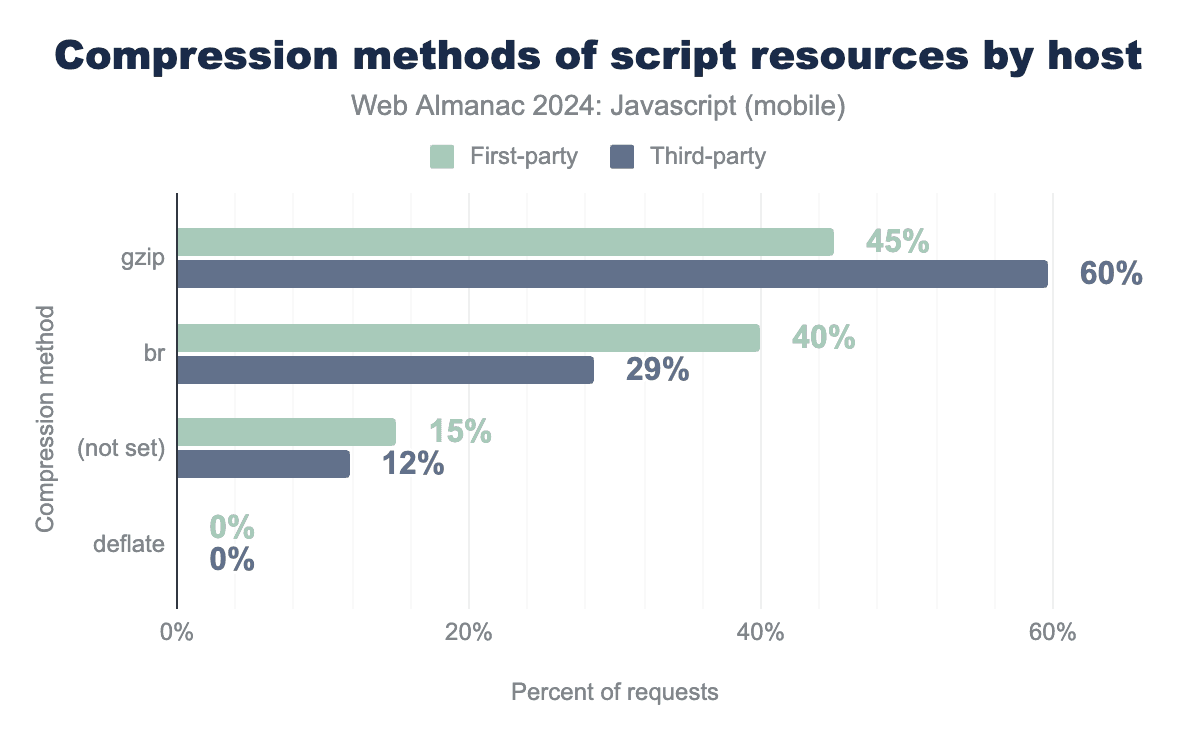 Compression methods of script resources by host
Web Almanac 2024: Javascript (mobile)
First-party
Third-party
Compression method
gzip
45%
60%
br
40%
29%
(not set)
15%
12%
deflate
0%
0%
0%
20%
40%
60%
Percent of requests